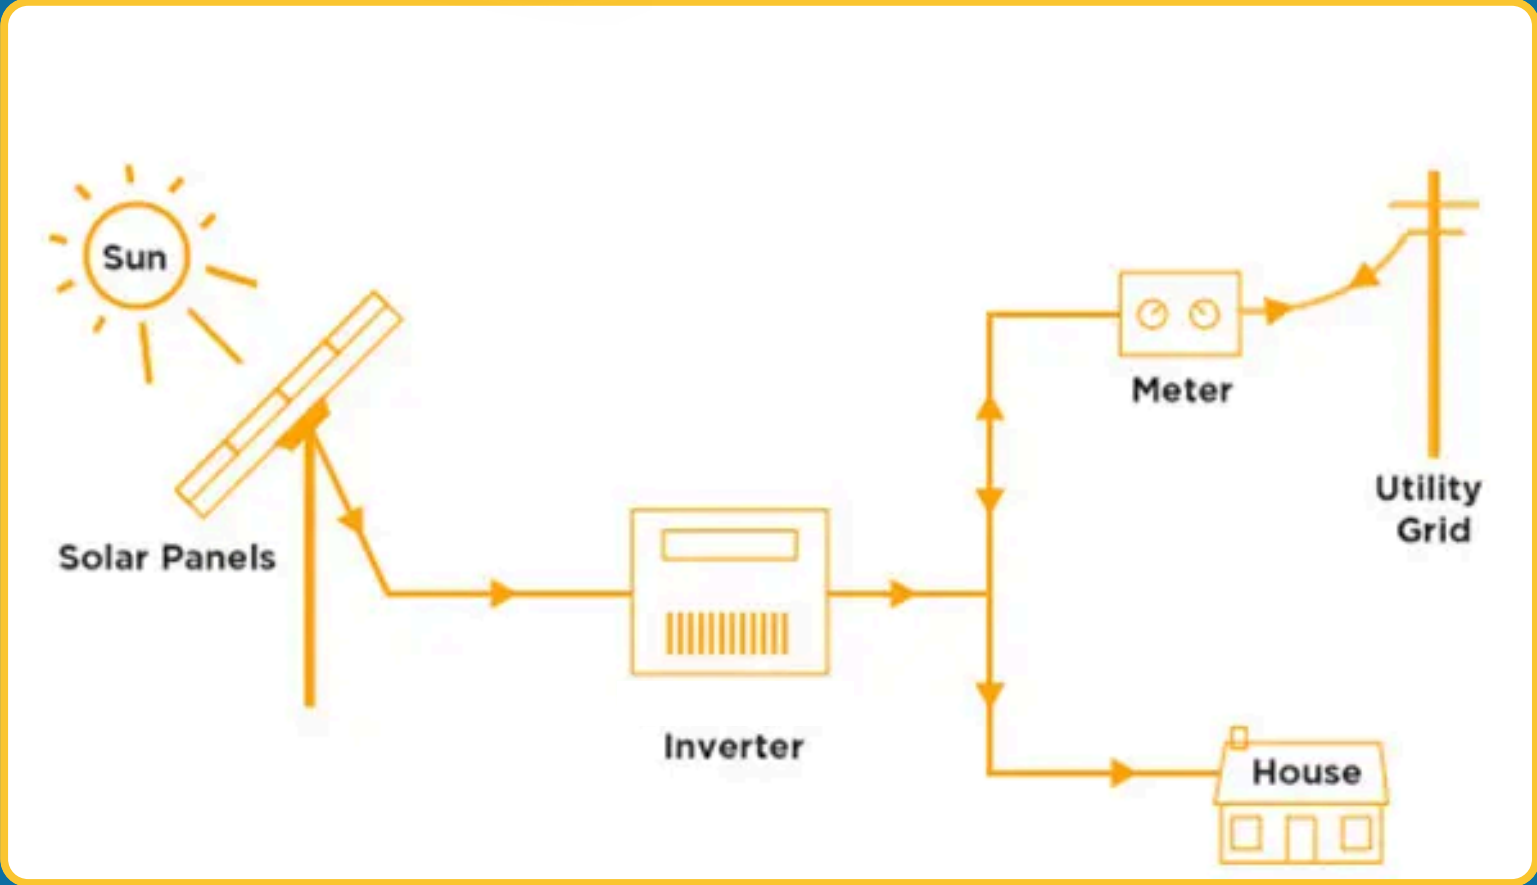 Sun
Solar Panels
Inverter
Meter
Utility
Grid
House